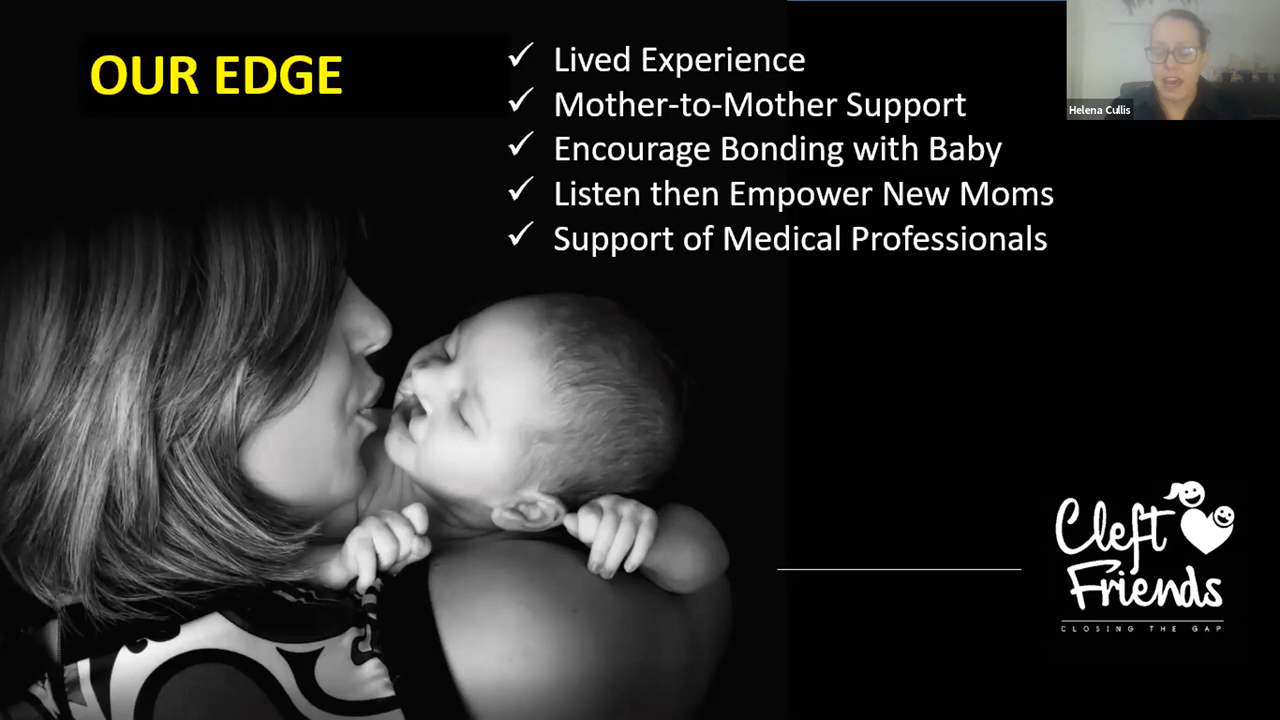 OUR EDGE
✓ Lived Experience
✓ Mother-to-Mother Support
✓ Encourage Bonding with Baby
✓ Listen then Empower New Moms
✓ Support of Medical Professionals
Helena Cullis
Cleft
Friends
CLOSING THE GAP